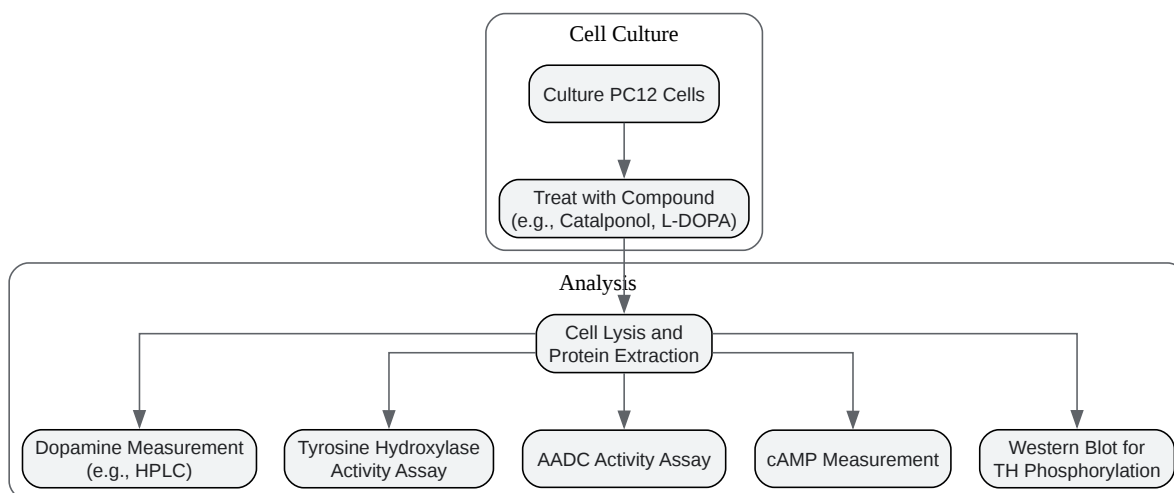 Cell Culture
Culture PC12 Cells
Treat with Compound
(e.g., Catalponol, L-DOPA)
Analysis
Cell Lysis and
Protein Extraction
Dopamine Measurement
(e.g., HPLC)
Tyrosine Hydroxylase
Activity Assay
AADC Activity Assay
cAMP Measurement
Western Blot for
TH Phosphorylation